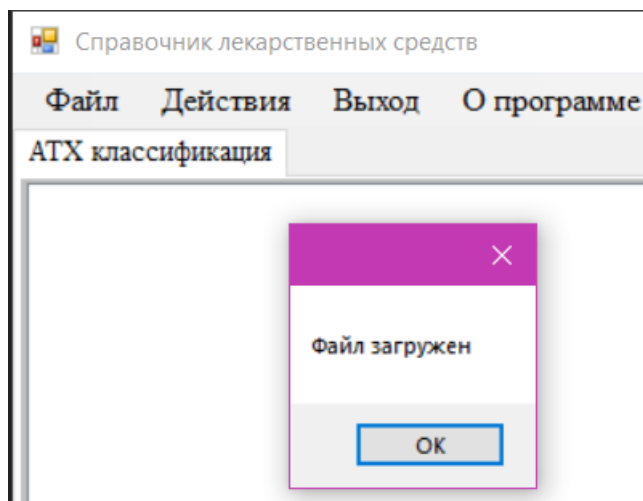 Справочник лекарственных средств
Файл Действия Выход О программе
АТХ классификация
Файл загружен
ОК